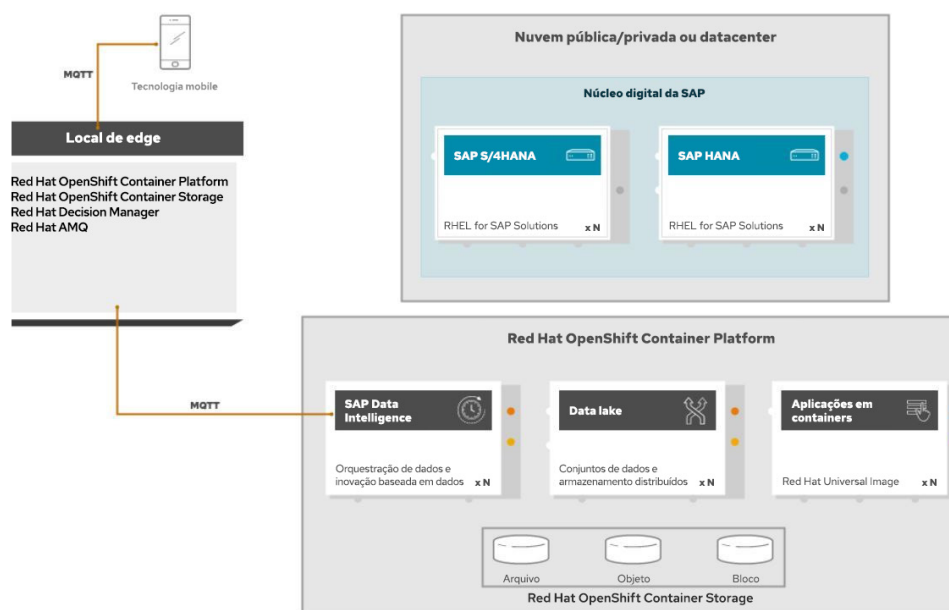 MQTT
Tecnologia mobile
Local de edge
Red Hat OpenShift Container Platform
Red Hat OpenShift Container Storage
Red Hat Decision Manager
Red Hat AMQ
MQTT
Nuvem pública/privada ou datacenter
Núcleo digital da SAP
SAP S/4HANA
RHEL for SAP Solutions
x N
SAP HANA
RHEL for SAP Solutions
x N
Red Hat OpenShift Container Platform
SAP Data
Intelligence
Orquestração de dados e
inovação baseada em dados
x N
Data lake
Conjuntos de dados e
armazenamento distribuídos
x N
Aplicações em
containers
Red Hat Universal Image
x N
Arquivo
Objeto
Bloco
Red Hat OpenShift Container Storage